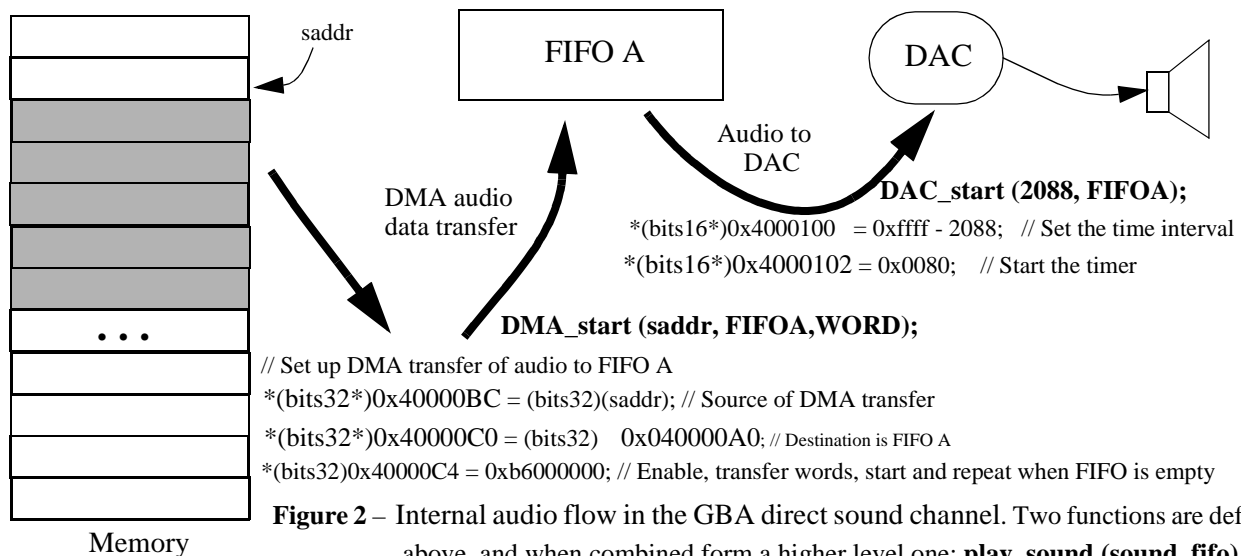 saddr
FIFO A
DAC
Audio to
DAC
DMA audio
data transfer
DAC_start (2088, FIFOA);
*(bits16*)0x4000100 = 0xffff - 2088; // Set the time interval
*(bits16*)0x4000102 = 0x0080; // Start the timer
DMA_start (saddr, FIFOA,WORD);
...
// Set up DMA transfer of audio to FIFO A
*(bits32*)0x40000BC = (bits32)(saddr); // Source of DMA transfer
*(bits32*)0x40000C0 = (bits32) 0x040000A0; // Destination is FIFO A
*(bits32)0x40000C4 = 0xb6000000; // Enable, transfer words, start and repeat when FIFO is empty
Memory
Figure 2 – Internal audio flow in the GBA direct sound channel. Two functions are def
above, and when combined form a higher level one: play_sound (sound, fifo)